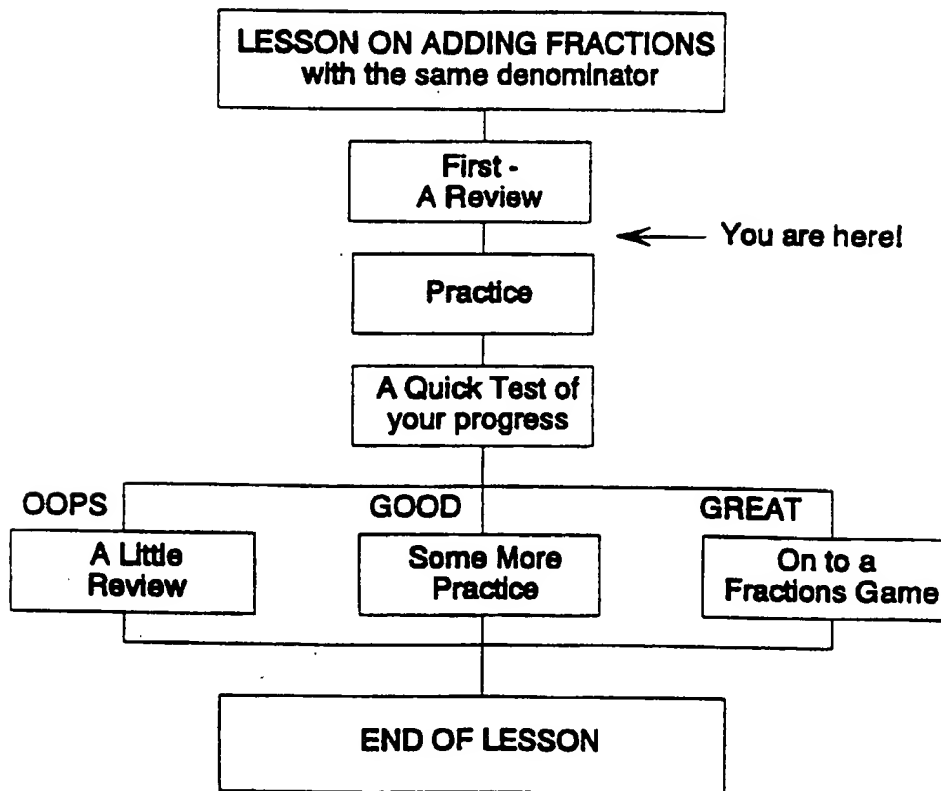 LESSON ON ADDING FRACTIONS
with the same denominator
First -
A Review
You are here!
Practice
A Quick Test of
your progress
OOPS
GOOD
GREAT
A Little
Review
Some More
Practice
On to a
Fractions Game
END OF LESSON